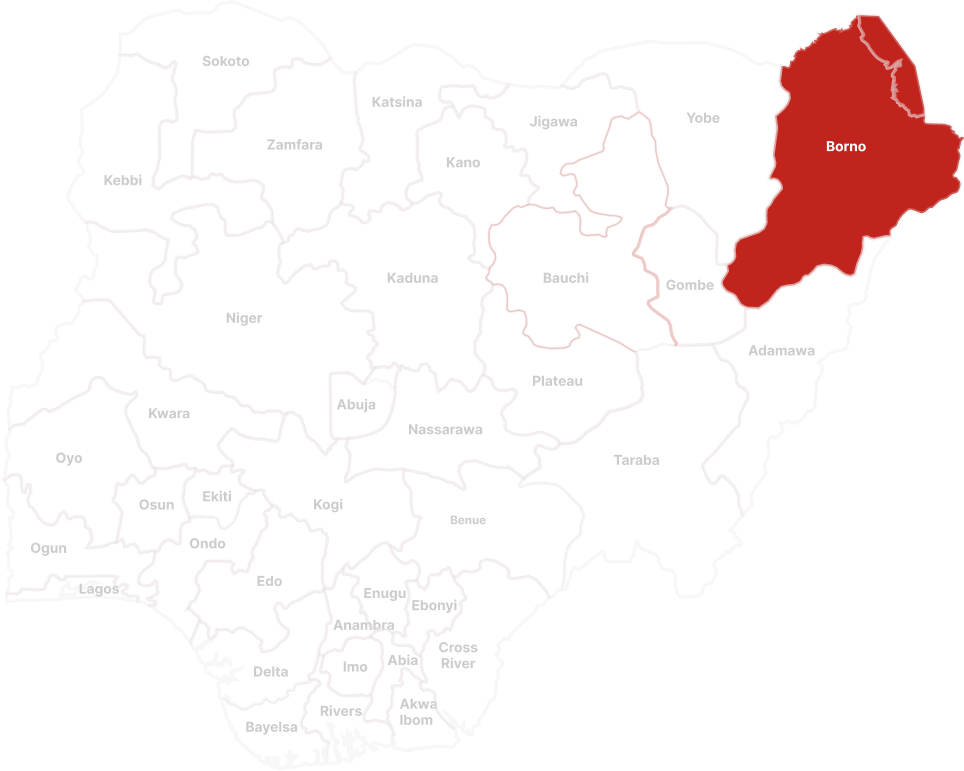 Sokoto
Katsina
Yobe
Jigawa
Zamfara
Borno
Kano
Kebbi
Kaduna
Bauchi
Gombe
Niger
Adamawa
Plateau
Abuja
Kwara
Nassarawa
Oyo
Taraba
Ekiti
Osun
Kogi
Benue
Ogun
Ondo
Edo
Lagos
Enugu
Ebonyi
Anambra
Cross
River
Abia
Imo
Delta
Akwa
Ibom
Rivers
Bayelsa